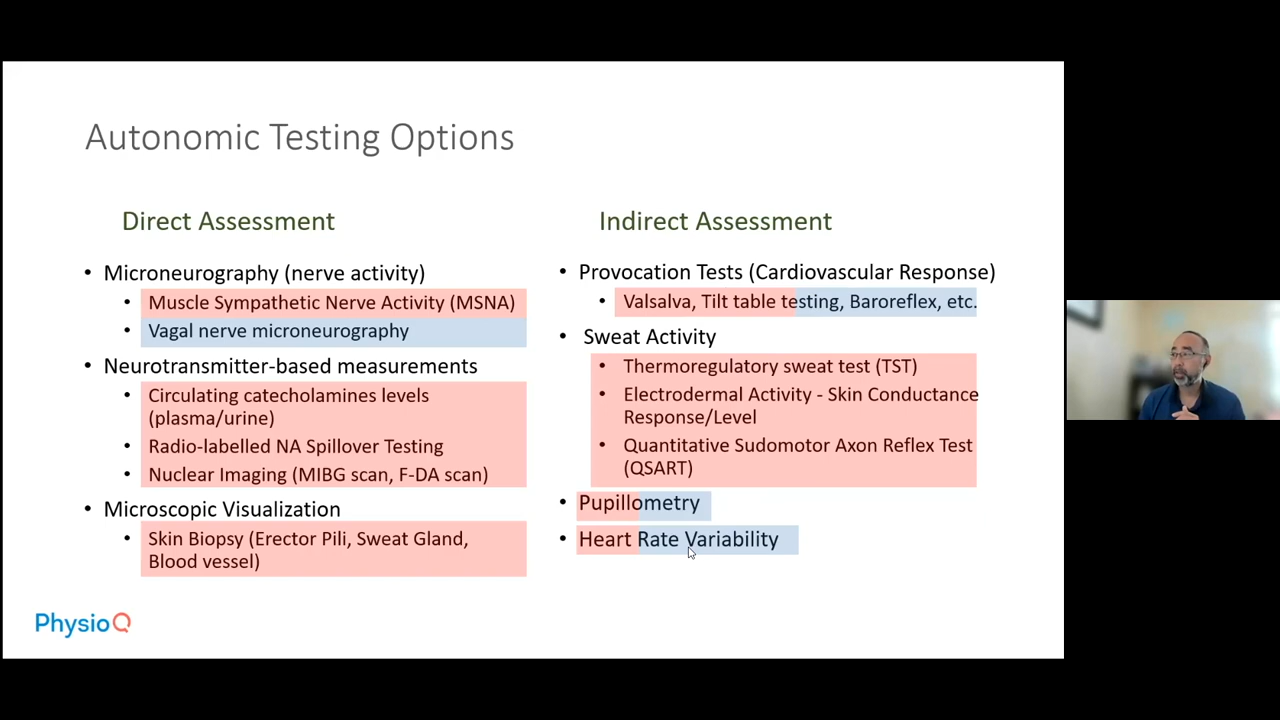 Autonomic Testing Options
Direct Assessment
• Microneurography (nerve activity)
• Muscle Sympathetic Nerve Activity (MSNA)
• Vagal nerve microneurography
• Neurotransmitter-based measurements
• Circulating catecholamines levels
(plasma/urine)
• Radio-labelled NA Spillover Testing
• Nuclear Imaging (MIBG scan, F-DA scan)
• Microscopic Visualization
• Skin Biopsy (Erector Pili, Sweat Gland,
Blood vessel)
Indirect Assessment
• Provocation Tests (Cardiovascular Response)
• Valsalva, Tilt table testing, Baroreflex, etc.
• Sweat Activity
• Thermoregulatory sweat test (TST)
• Electrodermal Activity - Skin Conductance
Response/Level
• Quantitative Sudomotor Axon Reflex Test
(QSART)
• Pupillometry
• Heart Rate Variability
PhysioQ